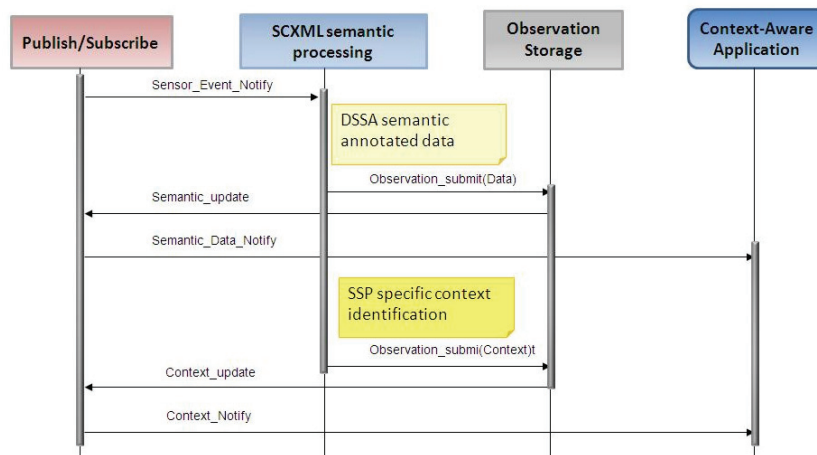 Publish/Subscribe
SCXML semantic
processing
Observation
Storage
Context-Aware
Application
Sensor_Event_Notify
DSSA semantic
annotated data
Observation_submit(Data)
Semantic_update
Semantic_Data_Notify
SSP specific context
identification
Observation_submi(Context)t
Context_update
Context_Notify